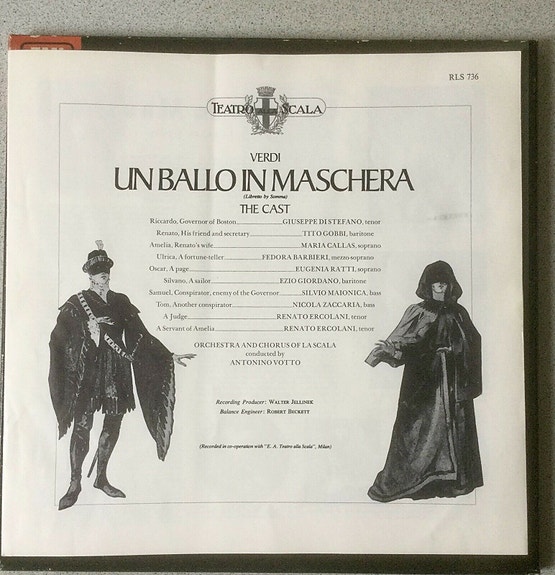 EMI
RLS 736
TEATRO SCALA
VERDI
UN BALLO IN MASCHERA
(Libretto by Somma)
THE CAST
Riccardo, Governor of Boston GIUSEPPE DI STEFANO, tenor
Renato, His friend and secretary TITO GOBBI, baritone
Amelia, Renato's wife MARIA CALLAS, soprano
Ulrica, A fortune-teller FEDORA BARBIERI, mezzo soprano
Oscar, A page EUGENIA RATTI, soprano
Silvano, A sailor EZIO GIORDANO, baritone
Samuel, Conspirator, enemy of the Governor SILVIO MAIONICA, bass
Tom, Another conspirator NICOLA ZACCARIA, bass
A Judge RENATO ERCOLANI, tenor
A Servant of Amelia RENATO ERCOLANI, tenor
ORCHESTRA AND CHORUS OF LA SCALA
conducted by
ANTONINO VOTTO
Recording Producer: WALTER JELLINEK
Balance Engineer: ROBERT BECKETT
(Recorded in co-operation with "E. A. Teatro alla Scala", Milan)